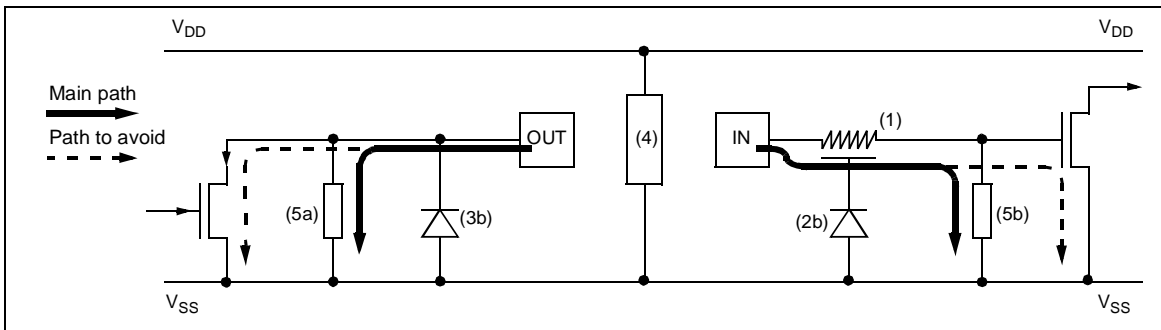 VDD
VDD
Main path
Path to avoid
OUT
(4)
IN
(1)
(5a)
(3b)
(2b)
(5b)
VSS
VSS